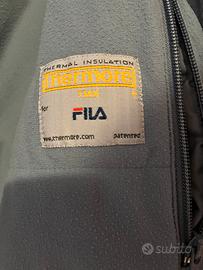 THERMAL INSULATION
thermore
for
FILA
www.thermore.com patented
subito